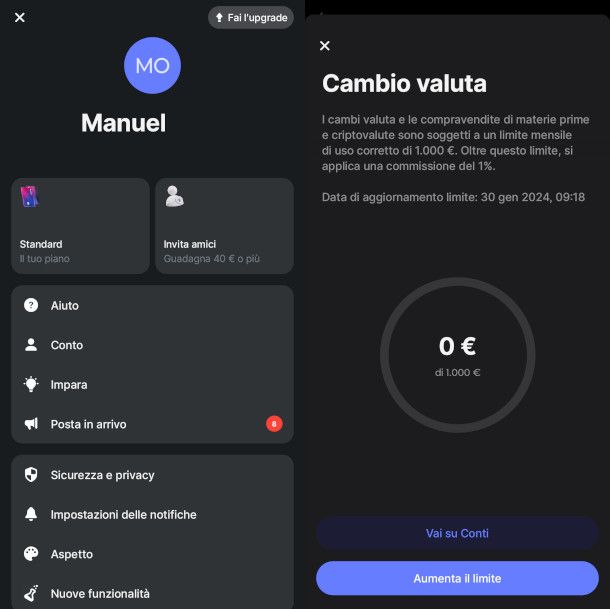 Fai l'upgrade
MO
Manuel
Standard
Il tuo piano
Invita amici
Guadagna 40 € o più
Aiuto
Conto
Impara
Posta in arrivo
8
Sicurezza e privacy
Impostazioni delle notifiche
Aspetto
Nuove funzionalità
Cambio valuta
I cambi valuta e le compravendite di materie prime
e criptovalute sono soggetti a un limite mensile
di uso corretto di 1.000 €. Oltre questo limite, si
applica una commissione del 1%.
Data di aggiornamento limite: 30 gen 2024, 09:18
0 €
di 1.000 €
Vai su Conti
Aumenta il limite